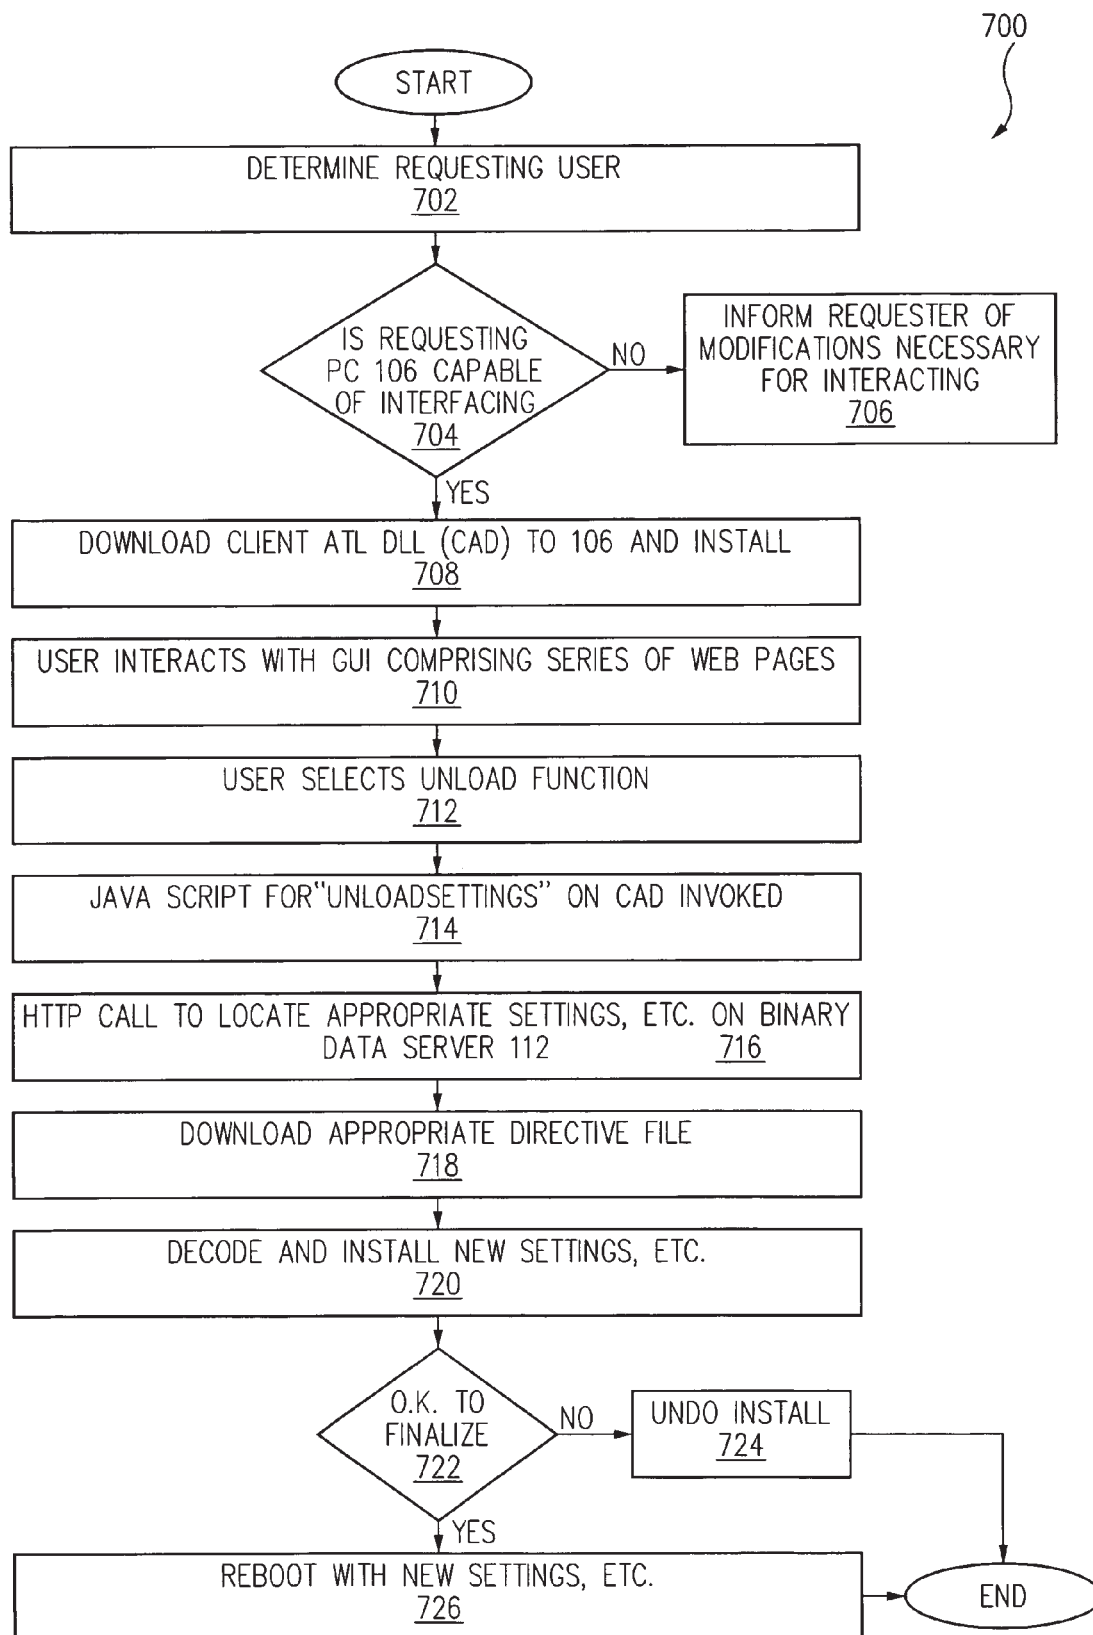 700
START
DETERMINE REQUESTING USER
702
IS REQUESTING
PC 106 CAPABLE
OF INTERFACING
704
NO
INFORM REQUESTER OF
MODIFICATIONS NECESSARY
FOR INTERACTING
706
YES
DOWNLOAD CLIENT ATL DLL (CAD) TO 106 AND INSTALL
708
USER INTERACTS WITH GUI COMPRISING SERIES OF WEB PAGES
710
USER SELECTS UNLOAD FUNCTION
712
JAVA SCRIPT FOR"UNLOADSETTINGS" ON CAD INVOKED
714
HTTP CALL TO LOCATE APPROPRIATE SETTINGS, ETC. ON BINARY
DATA SERVER 112 716
DOWNLOAD APPROPRIATE DIRECTIVE FILE
718
DECODE AND INSTALL NEW SETTINGS, ETC.
720
O.K. TO
FINALIZE
722
NO
UNDO INSTALL
724
YES
REBOOT WITH NEW SETTINGS, ETC.
726
END